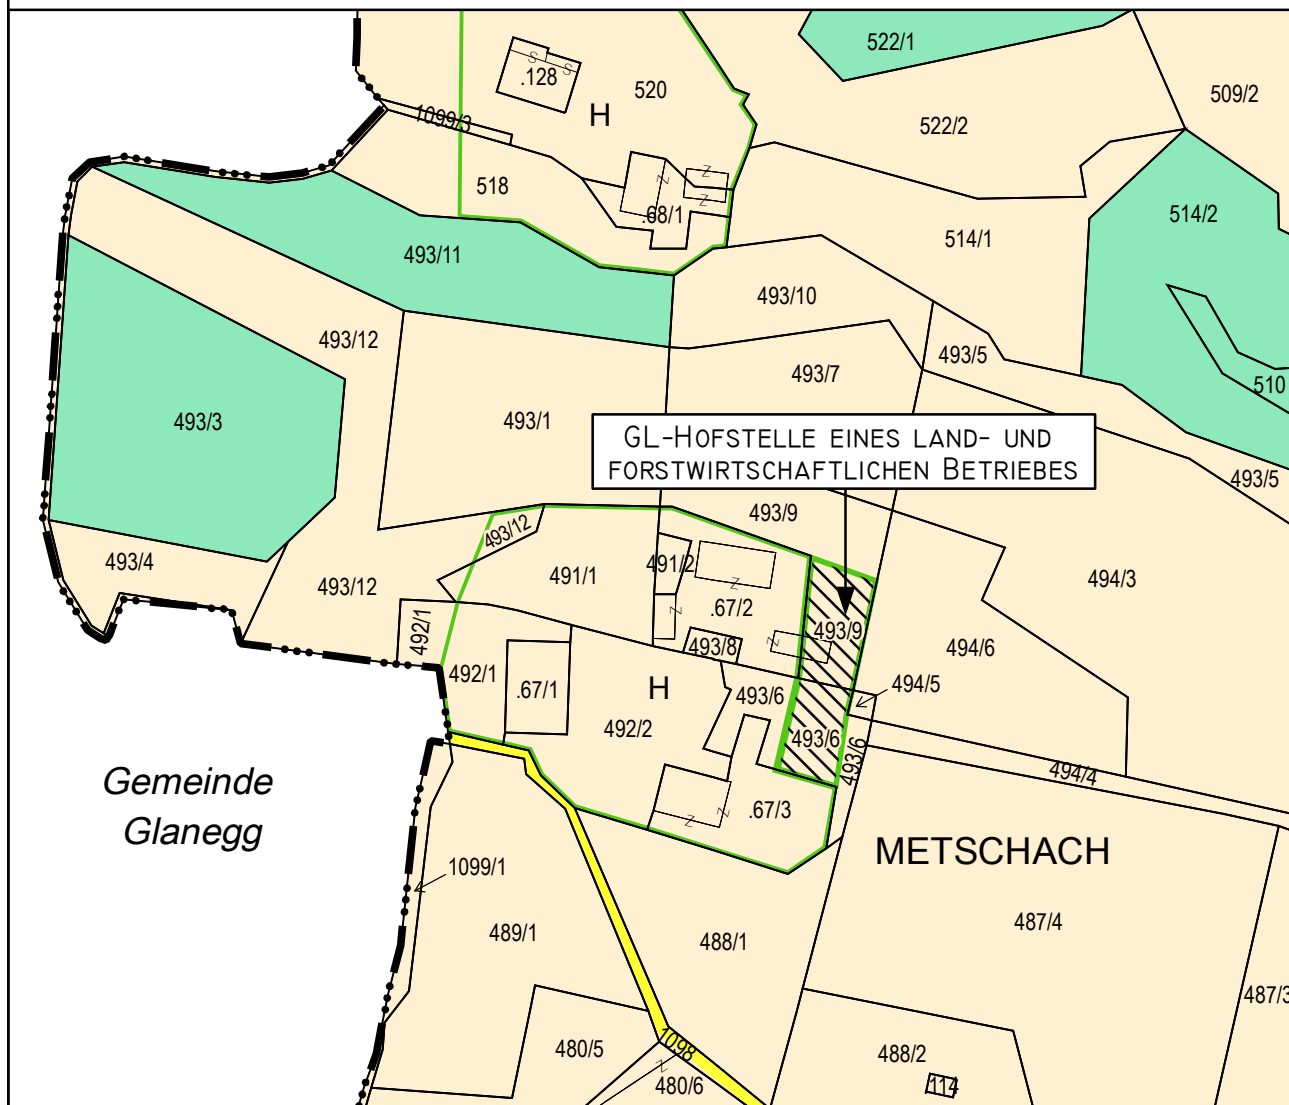 522/1
.128
520
509/2
H
1099/3
522/2
S
S
518
Z
Z
Z
.68/1
514/2
514/1
493/11
493/10
493/12
493/5
510
493/7
493/3
493/1
GL-HOFSTELLE EINES LAND- UND
FORSTWIRTSCHAFTLICHEN BETRIEBES
493/5
493/9
493/12
493/4
491/1
491/2
494/3
493/12
Z
.67/2
Z
493/9
492/1
493/8
Z
494/6
492/1
.67/1
H
493/6
494/5
492/2
493/6
493/6
494/4
Gemeinde
Glanegg
Z
Z
.67/3
METSCHACH
1099/1
489/1
488/1
487/4
487/3
480/5
1098
488/2
Z
480/6
114